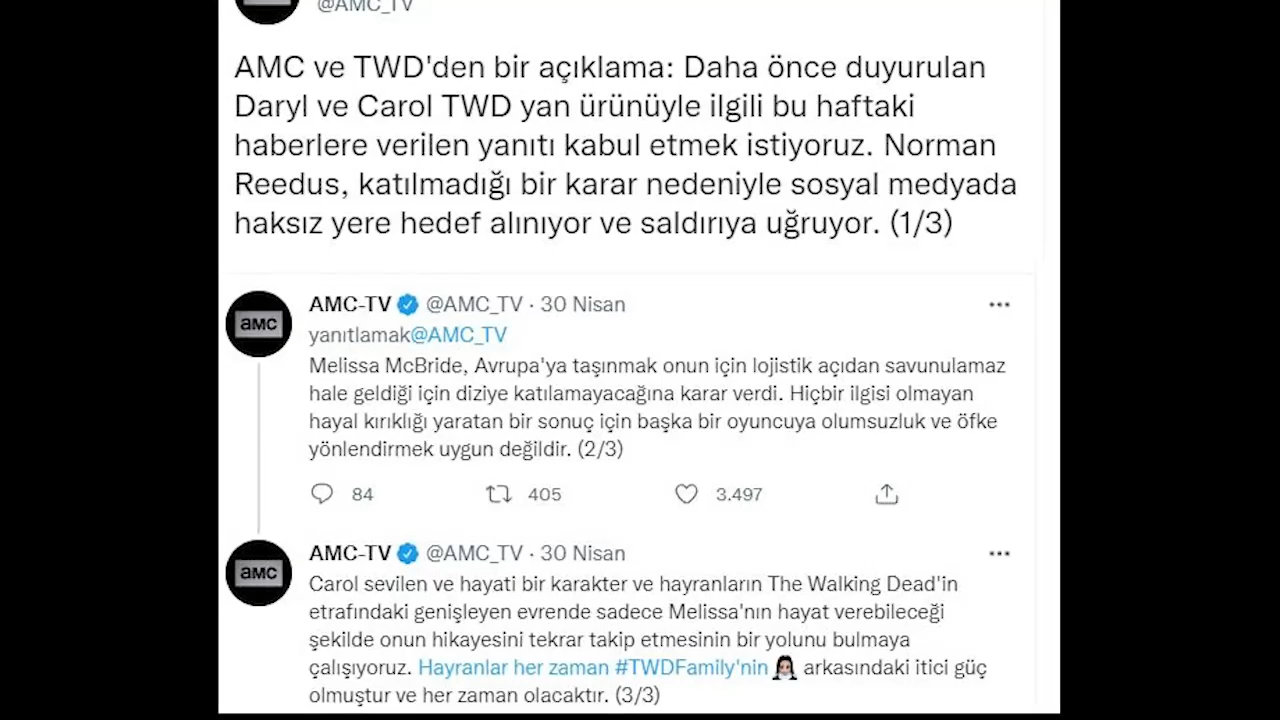 @AMC_TV
AMC ve TWD'den bir açıklama: Daha önce duyurulan
Daryl ve Carol TWD yan ürünüyle ilgili bu haftaki
haberlere verilen yanıtı kabul etmek istiyoruz. Norman
Reedus, katılmadığı bir karar nedeniyle sosyal medyada
haksız yere hedef alınıyor ve saldırıya uğruyor. (1/3)
AMC-TV @AMC_TV · 30 Nisan
aMC
yanıtlamak@AMC_TV
Melissa McBride, Avrupa'ya taşınmak onun için lojistik açıdan savunulamaz
hale geldiği için diziye katılamayacağına karar verdi. Hiçbir ilgisi olmayan
hayal kırıklığı yaratan bir sonuç için başka bir oyuncuya olumsuzluk ve öfke
yönlendirmek uygun değildir. (2/3)
84 405 3.497
AMC-TV @AMC_TV · 30 Nisan
aMC
Carol sevilen ve hayati bir karakter ve hayranların The Walking Dead'in
etrafındaki genişleyen evrende sadece Melissa'nın hayat verebileceği
şekilde onun hikayesini tekrar takip etmesinin bir yolunu bulmaya
çalışıyoruz. Hayranlar her zaman #TWDFamily'nin arkasındaki itici güç
olmuştur ve her zaman olacaktır. (3/3)